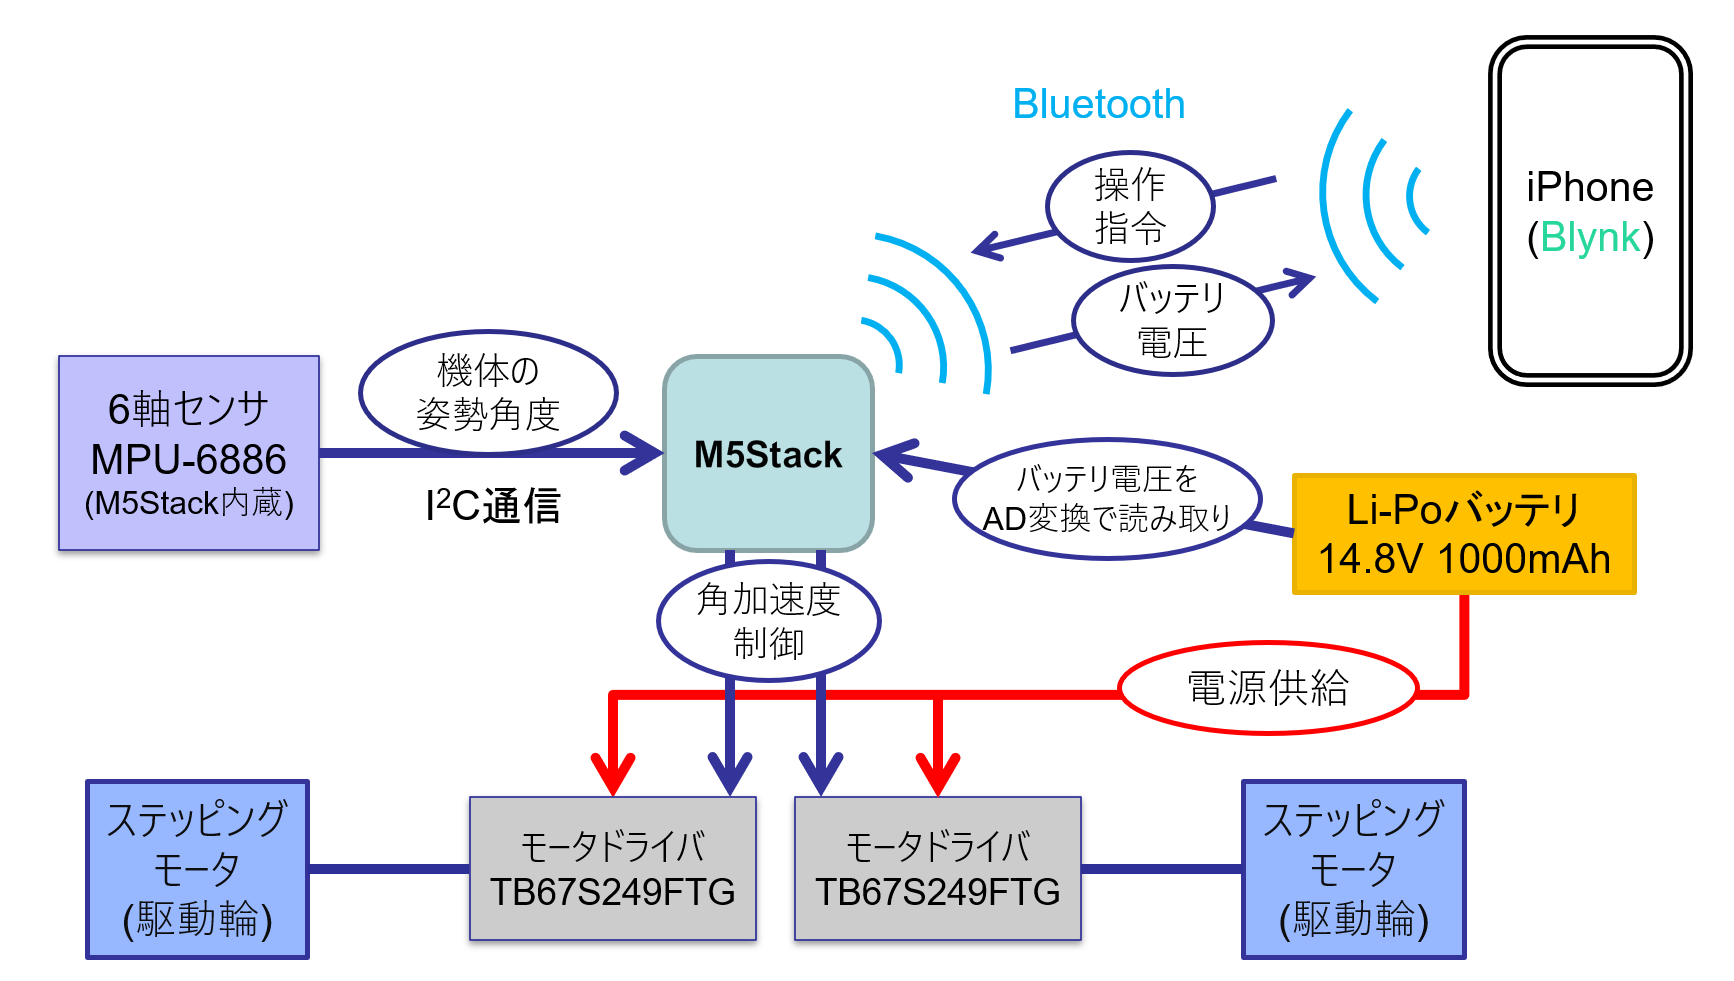 Bluetooth
iPhone
(Blynk)
操作
指令
バッテリ
電圧
機体の
姿勢角度
6軸センサ
MPU-6886
(M5Stack内蔵)
I²C通信
M5Stack
バッテリ電圧を
AD変換で読み取り
Li-Poバッテリ
14.8V 1000mAh
角加速度
制御
電源供給
ステッピング
モータ
(駆動輪)
モータドライバ
TB67S249FTG
モータドライバ
TB67S249FTG
ステッピング
モータ
(駆動輪)